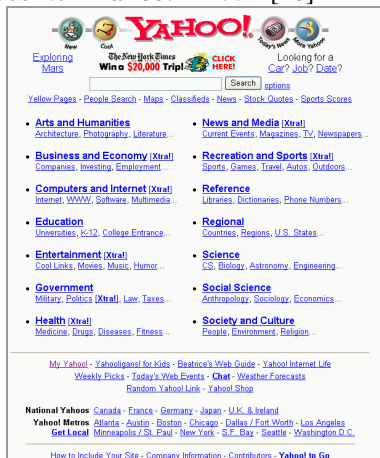 YAHOO!
New
Cool
Today's News
More Yahoos
Exploring Mars
The New York Times
Win a $20,000 Trip!
CLICK HERE!
Looking for a Car? Job? Date?
Search options
Yellow Pages - People Search - Maps - Classifieds - News - Stock Quotes - Sports Scores
Arts and Humanities
Architecture, Photography, Literature...
News and Media [Xtra!]
Current Events, Magazines, TV, Newspapers...
Business and Economy [Xtra!]
Companies, Investing, Employment...
Recreation and Sports [Xtra!]
Sports, Games, Travel, Autos, Outdoors...
Computers and Internet [Xtra!]
Internet, WWW, Software, Multimedia...
Reference
Libraries, Dictionaries, Phone Numbers...
Education
Universities, K-12, College Entrance...
Regional
Countries, Regions, U.S. States...
Entertainment [Xtra!]
Cool Links, Movies, Music, Humor...
Science
CS, Biology, Astronomy, Engineering...
Government
Military, Politics [Xtra!], Law, Taxes...
Social Science
Anthropology, Sociology, Economics...
Health [Xtra!]
Medicine, Drugs, Diseases, Fitness...
Society and Culture
People, Environment, Religion...
My Yahoo! - Yahooligans! for Kids - Beatrice's Web Guide - Yahoo! Internet Life
Weekly Picks - Today's Web Events - Chat - Weather Forecasts
Random Yahoo! Link - Yahoo! Shop
National Yahoos Canada - France - Germany - Japan - U.K. & Ireland
Yahoo! Metros Atlanta - Austin - Boston - Chicago - Dallas / Fort Worth - Los Angeles
Get Local Minneapolis / St. Paul - New York - S.F. Bay - Seattle - Washington D.C.
How to Include Your Site - Company Information - Contributors - Yahoo! to Go